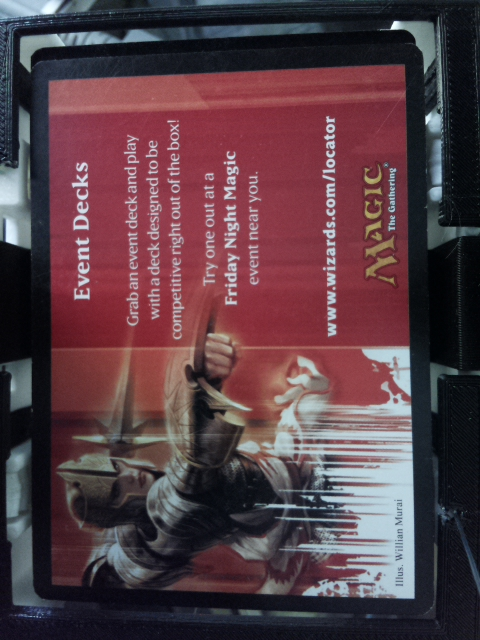 Event Decks
Grab an event deck and play
with a deck designed to be
competitive right out of the box!
Try one out at a
Friday Night Magic
event near you.
www.wizards.com/locator
MAGIC®
The Gathering
Illus. Willian Murai